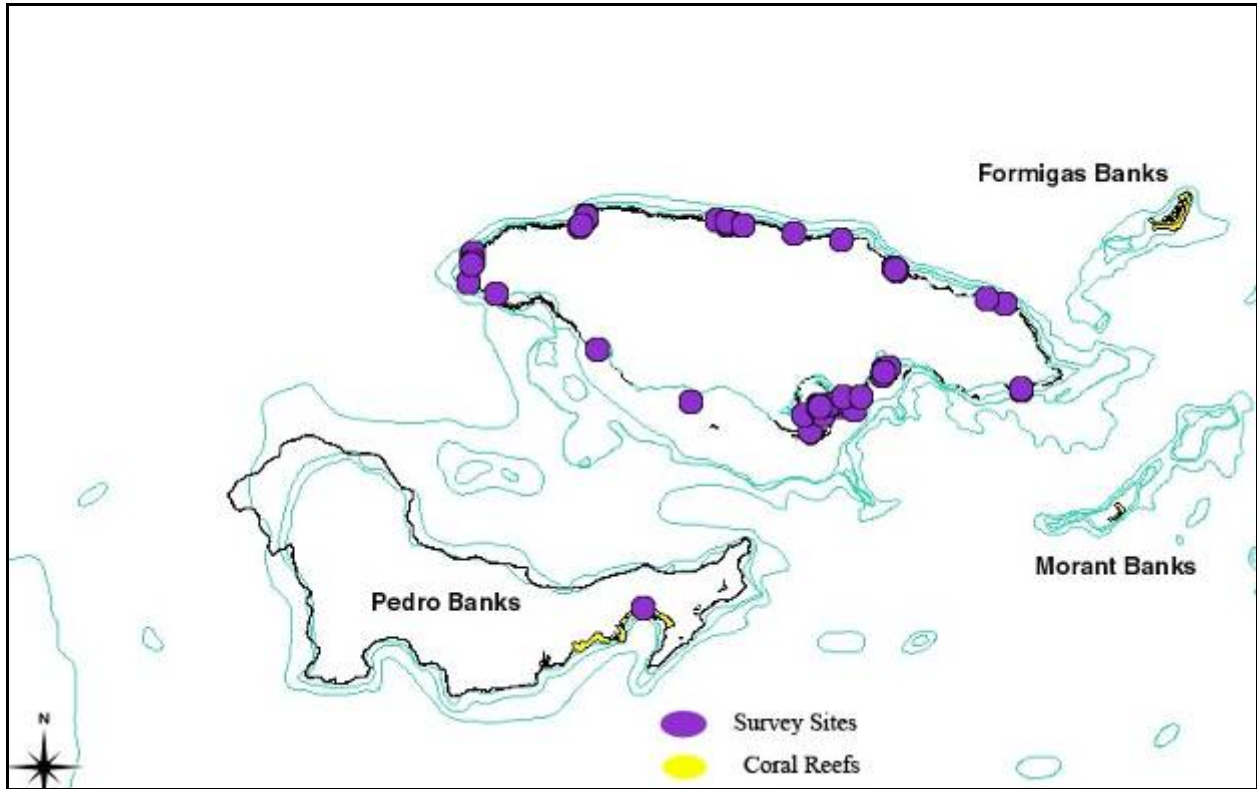 Formigas Banks
Morant Banks
Pedro Banks
Survey Sites
Coral Reefs
N